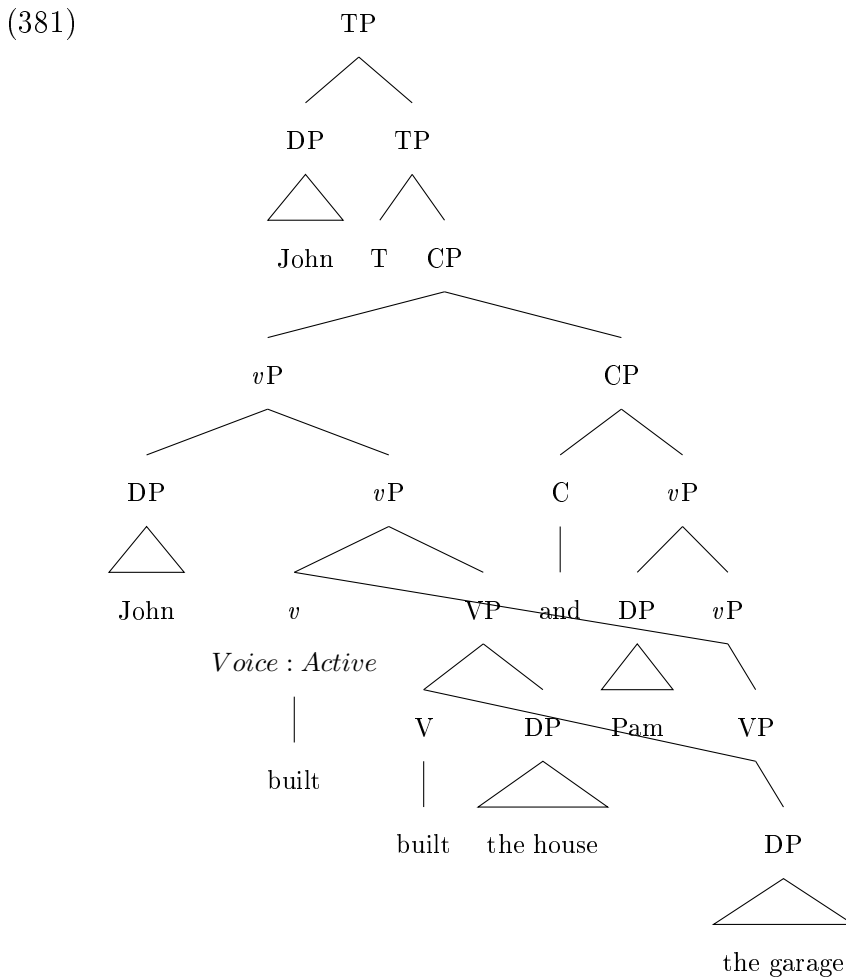 (381) TP
DP TP
John T CP
vP CP
DP vP C vP
John v VP and DP vP
Voice : Active
V DP Pam VP
built
built the house DP
the garage